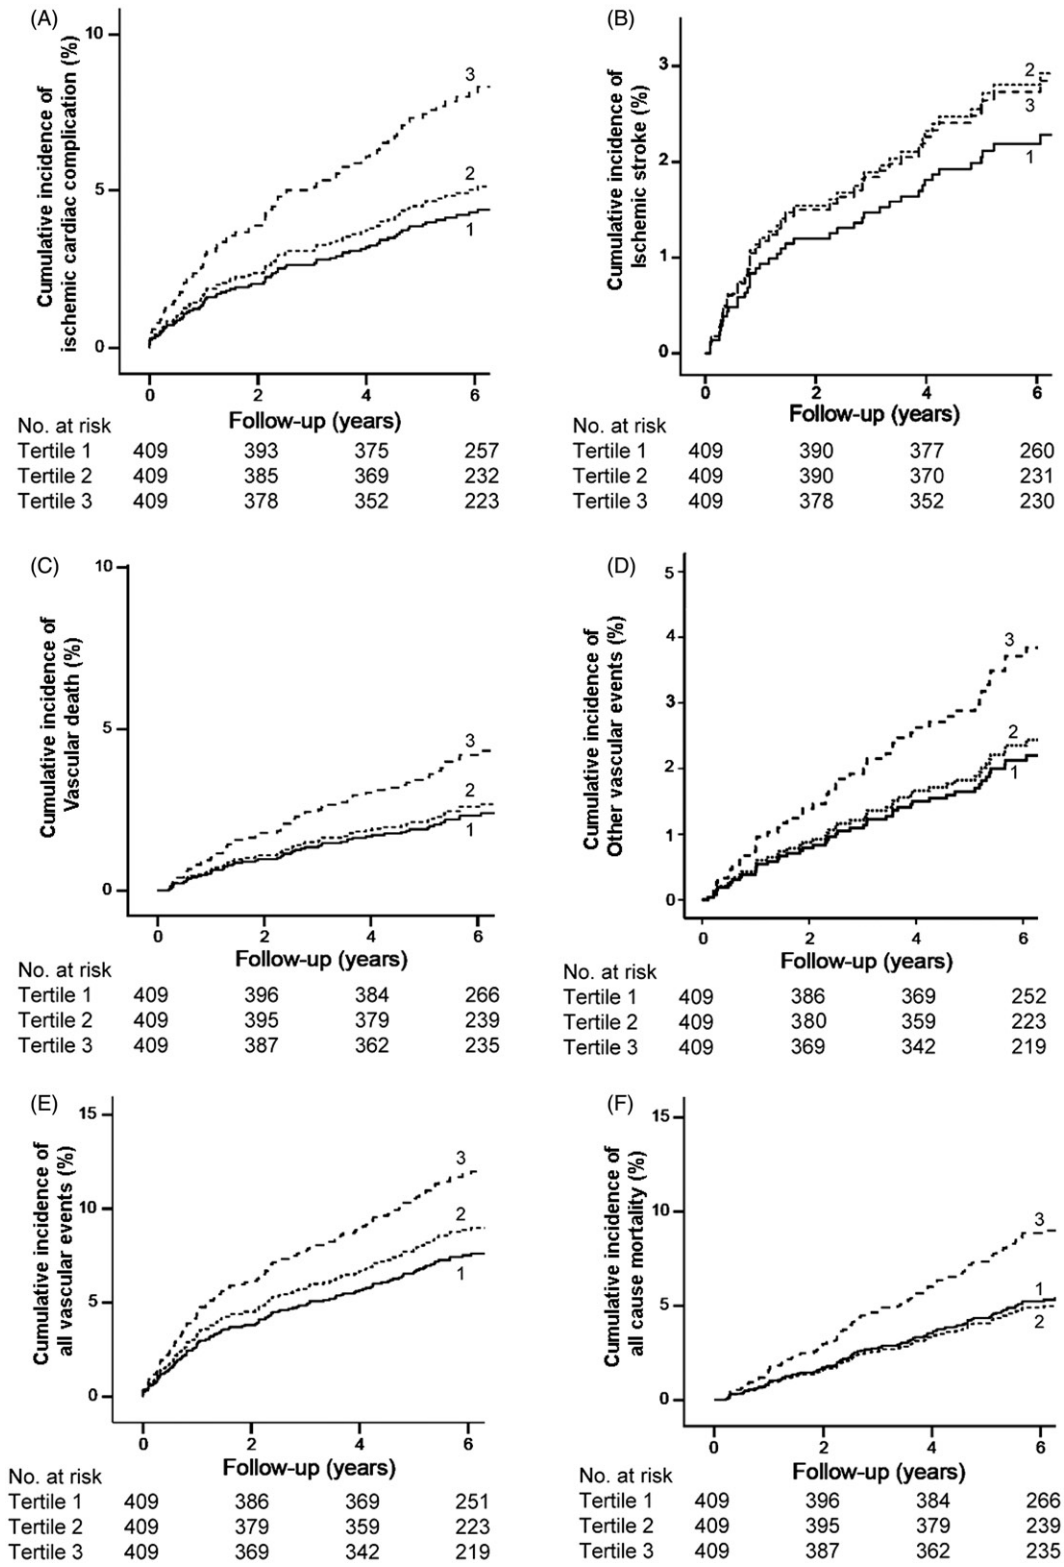 (A)
Cumulative incidence of
ischemic cardiac complication (%)
10
5
0
3
2
1
0 2 4 6
Follow-up (years)
No. at risk
Tertile 1 409 393 375 257
Tertile 2 409 385 369 232
Tertile 3 409 378 352 223
(B)
Cumulative incidence of
Ischemic stroke (%)
3
2
1
0
2
3
1
0 2 4 6
Follow-up (years)
No. at risk
Tertile 1 409 390 377 260
Tertile 2 409 390 370 231
Tertile 3 409 378 352 230
(C)
Cumulative incidence of
Vascular death (%)
10
5
0
3
2
1
0 2 4 6
Follow-up (years)
No. at risk
Tertile 1 409 396 384 266
Tertile 2 409 395 379 239
Tertile 3 409 387 362 235
(D)
Cumulative incidence of
Other vascular events (%)
5
4
3
2
1
0
3
2
1
0 2 4 6
Follow-up (years)
No. at risk
Tertile 1 409 386 369 252
Tertile 2 409 380 359 223
Tertile 3 409 369 342 219
(E)
Cumulative incidence of
all vascular events (%)
15
10
5
0
3
2
1
0 2 4 6
Follow-up (years)
No. at risk
Tertile 1 409 386 369 251
Tertile 2 409 379 359 223
Tertile 3 409 369 342 219
(F)
Cumulative incidence of
all cause mortality (%)
15
10
5
0
3
1
2
0 2 4 6
Follow-up (years)
No. at risk
Tertile 1 409 396 384 266
Tertile 2 409 395 379 239
Tertile 3 409 387 362 235